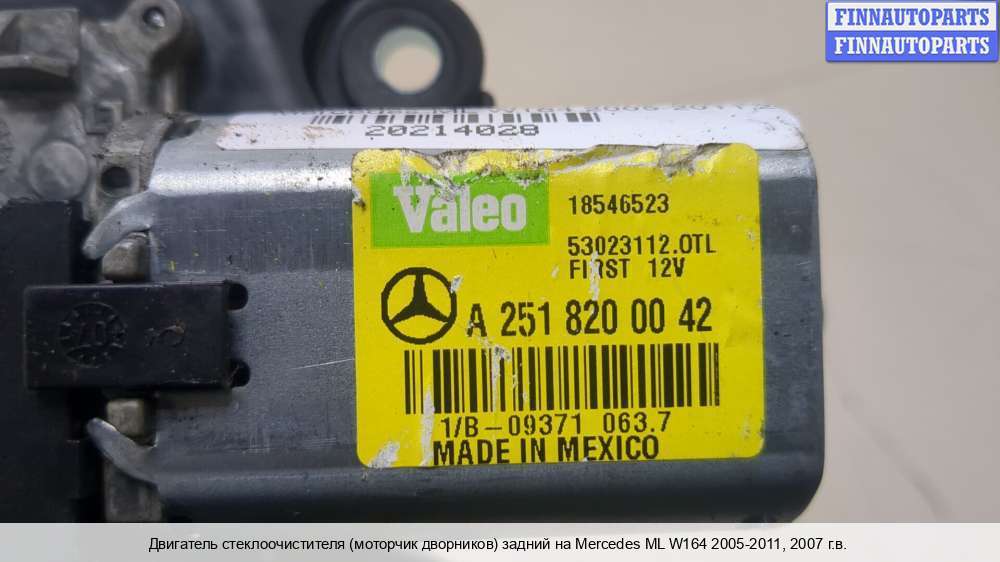 FINNAUTOPARTS
FINNAUTOPARTS
20214028
Valeo
18546523
53023112.OTL
FIRST 12V
A 251 820 00 42
1/B-09371 063.7
MADE IN MEXICO
07
Двигатель стеклоочистителя (моторчик дворников) задний на Mercedes ML W164 2005-2011, 2007 г.в.